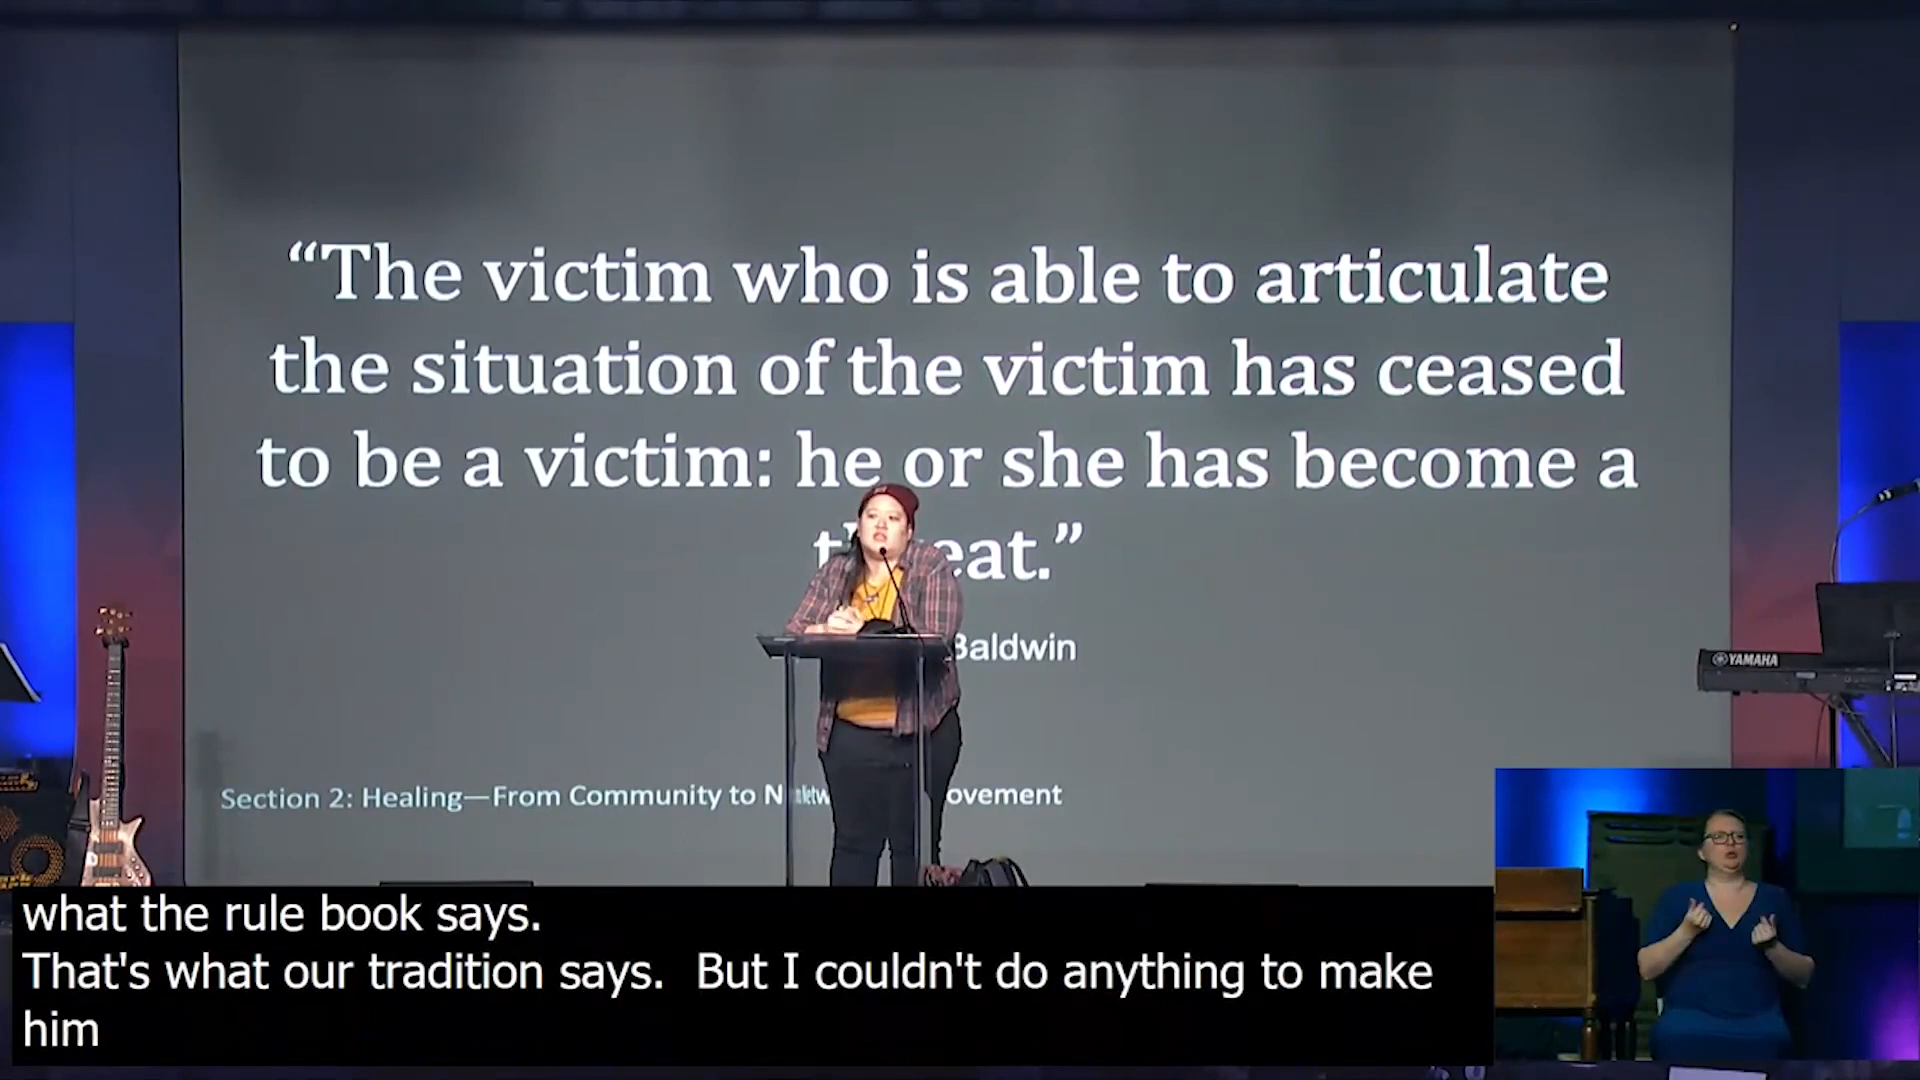 “The victim who is able to articulate
the situation of the victim has ceased
to be a victim: he or she has become a
Baldwin
YAMAHA
Section 2: Healing—From Community to
what the rule book says.
That's what our tradition says.  But I couldn't do anything to make
him